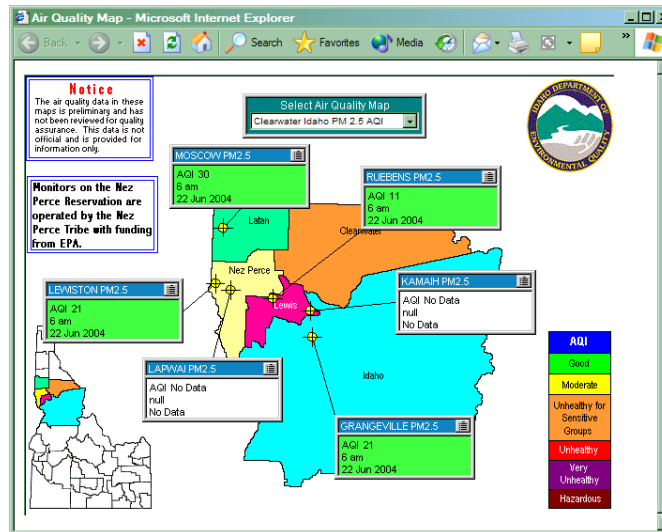 Air Quality Map - Microsoft Internet Explorer
Back
Search
Favorites
Media
»
Notice
The air quality data in these
maps is preliminary and has
not been reviewed for quality
assurance. This data is not
official and is provided for
information only.
Select Air Quality Map
Clearwater Idaho PM 2.5 AQI
IDAHO DEPARTMENT OF
ENVIRONMENTAL QUALITY
Monitors on the Nez
Perce Reservation are
operated by the Nez
Perce Tribe with funding
from EPA.
MOSCOW PM2.5
AQI 30
6 am
22 Jun 2004
RUEBENS PM2.5
AQI 11
6 am
22 Jun 2004
Latah
Clearwater
Nez Perce
Lewis
Idaho
LEWISTON PM2.5
AQI 21
6 am
22 Jun 2004
KAMAIH PM2.5
AQI No Data
null
No Data
LAPWAI PM2.5
AQI No Data
null
No Data
GRANGEVILLE PM2.5
AQI 21
6 am
22 Jun 2004
AQI
Good
Moderate
Unhealthy for
Sensitive
Groups
Unhealthy
Very
Unhealthy
Hazardous